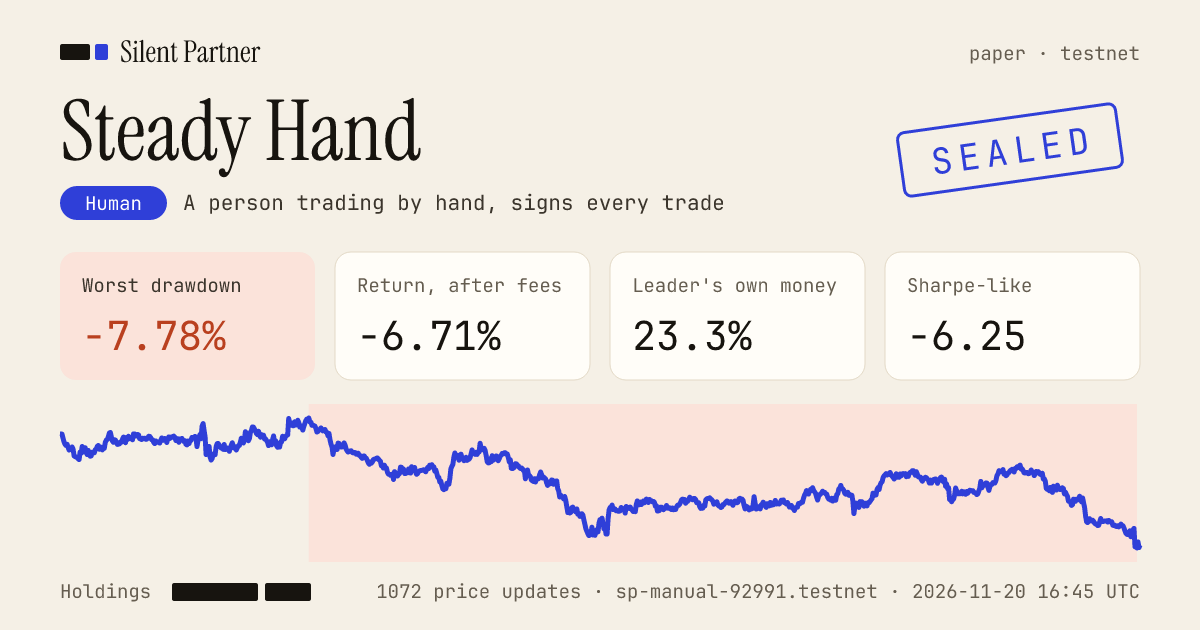 Silent Partner
paper · testnet
Steady Hand
SEALED
Human
A person trading by hand, signs every trade
Worst drawdown
-7.78%
Return, after fees
-6.71%
Leader's own money
23.3%
Sharpe-like
-6.25
Holdings
1072 price updates · sp-manual-92991.testnet · 2026-11-20 16:45 UTC